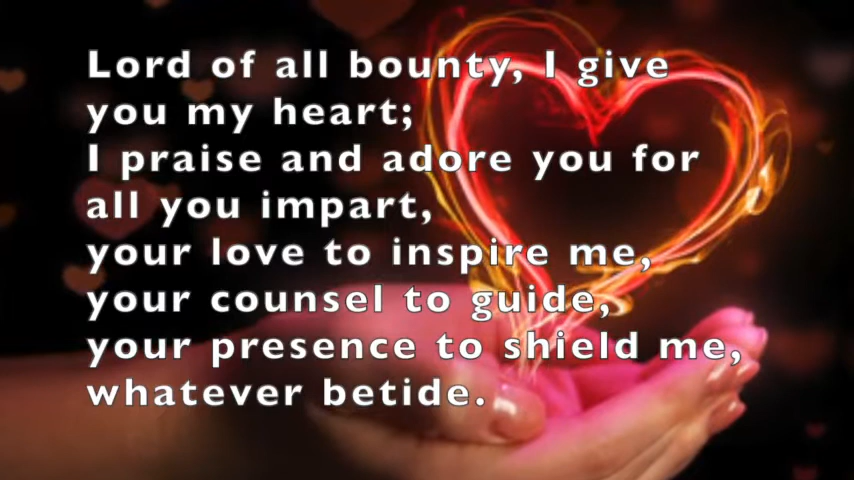 Lord of all bounty, I give
you my heart;
I praise and adore you for
all you impart,
your love to inspire me,
your counsel to guide,
your presence to shield me,
whatever betide.